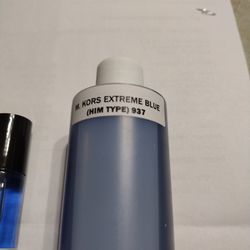 M. KORS EXTREME BLUE
(HIM TYPE) 937